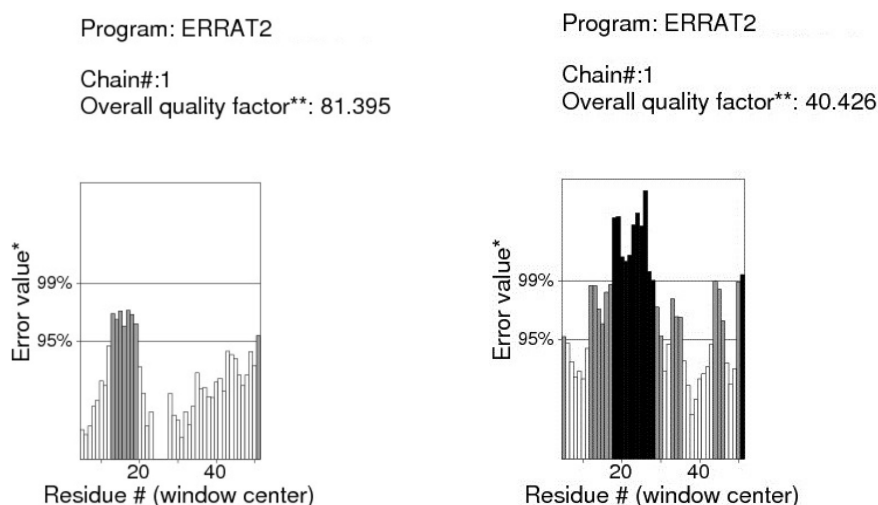 Program: ERRAT2
Chain#:1
Overall quality factor**: 81.395
Error value*
99%
95%
20 40
Residue # (window center)
Program: ERRAT2
Chain#:1
Overall quality factor**: 40.426
Error value*
99%
95%
20 40
Residue # (window center)